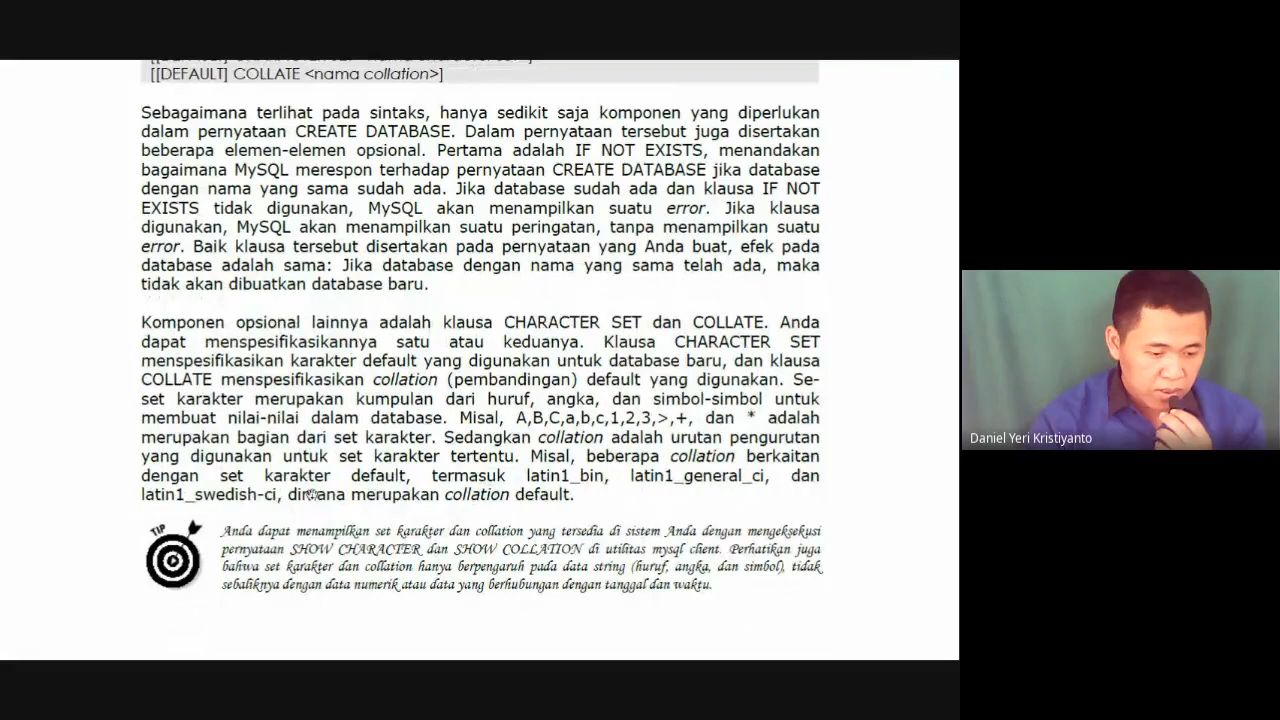 [[DEFAULT] COLLATE <nama collation>]
Sebagaimana terlihat pada sintaks, hanya sedikit saja komponen yang diperlukan
dalam pernyataan CREATE DATABASE. Dalam pernyataan tersebut juga disertakan
beberapa elemen-elemen opsional. Pertama adalah IF NOT EXISTS, menandakan
bagaimana MySQL merespon terhadap pernyataan CREATE DATABASE jika database
dengan nama yang sama sudah ada. Jika database sudah ada dan klausa IF NOT
EXISTS tidak digunakan, MySQL akan menampilkan suatu error. Jika klausa
digunakan, MySQL akan menampilkan suatu peringatan, tanpa menampilkan suatu
error. Baik klausa tersebut disertakan pada pernyataan yang Anda buat, efek pada
database adalah sama: Jika database dengan nama yang sama telah ada, maka
tidak akan dibuatkan database baru.
Komponen opsional lainnya adalah klausa CHARACTER SET dan COLLATE. Anda
dapat menspesifikasikannya satu atau keduanya. Klausa CHARACTER SET
menspesifikasikan karakter default yang digunakan untuk database baru, dan klausa
COLLATE menspesifikasikan collation (pembandingan) default yang digunakan. Se-
set karakter merupakan kumpulan dari huruf, angka, dan simbol-simbol untuk
membuat nilai-nilai dalam database. Misal, A,B,C,a,b,c,1,2,3,>,+, dan * adalah
merupakan bagian dari set karakter. Sedangkan collation adalah urutan pengurutan
yang digunakan untuk set karakter tertentu. Misal, beberapa collation berkaitan
dengan set karakter default, termasuk latin1_bin, latin1_general_ci, dan
latin1_swedish-ci, dimana merupakan collation default.
TIP
Anda dapat menampilkan set karakter dan collation yang tersedia di sistem Anda dengan mengeksekusi
pernyataan SHOW CHARACTER dan SHOW COLLATION di utilitas mysql client. Perhatikan juga
bahwa set karakter dan collation hanya berpengaruh pada data string (huruf, angka, dan simbol), tidak
sebaliknya dengan data numerik atau data yang berhubungan dengan tanggal dan waktu.
Daniel Yeri Kristiyanto